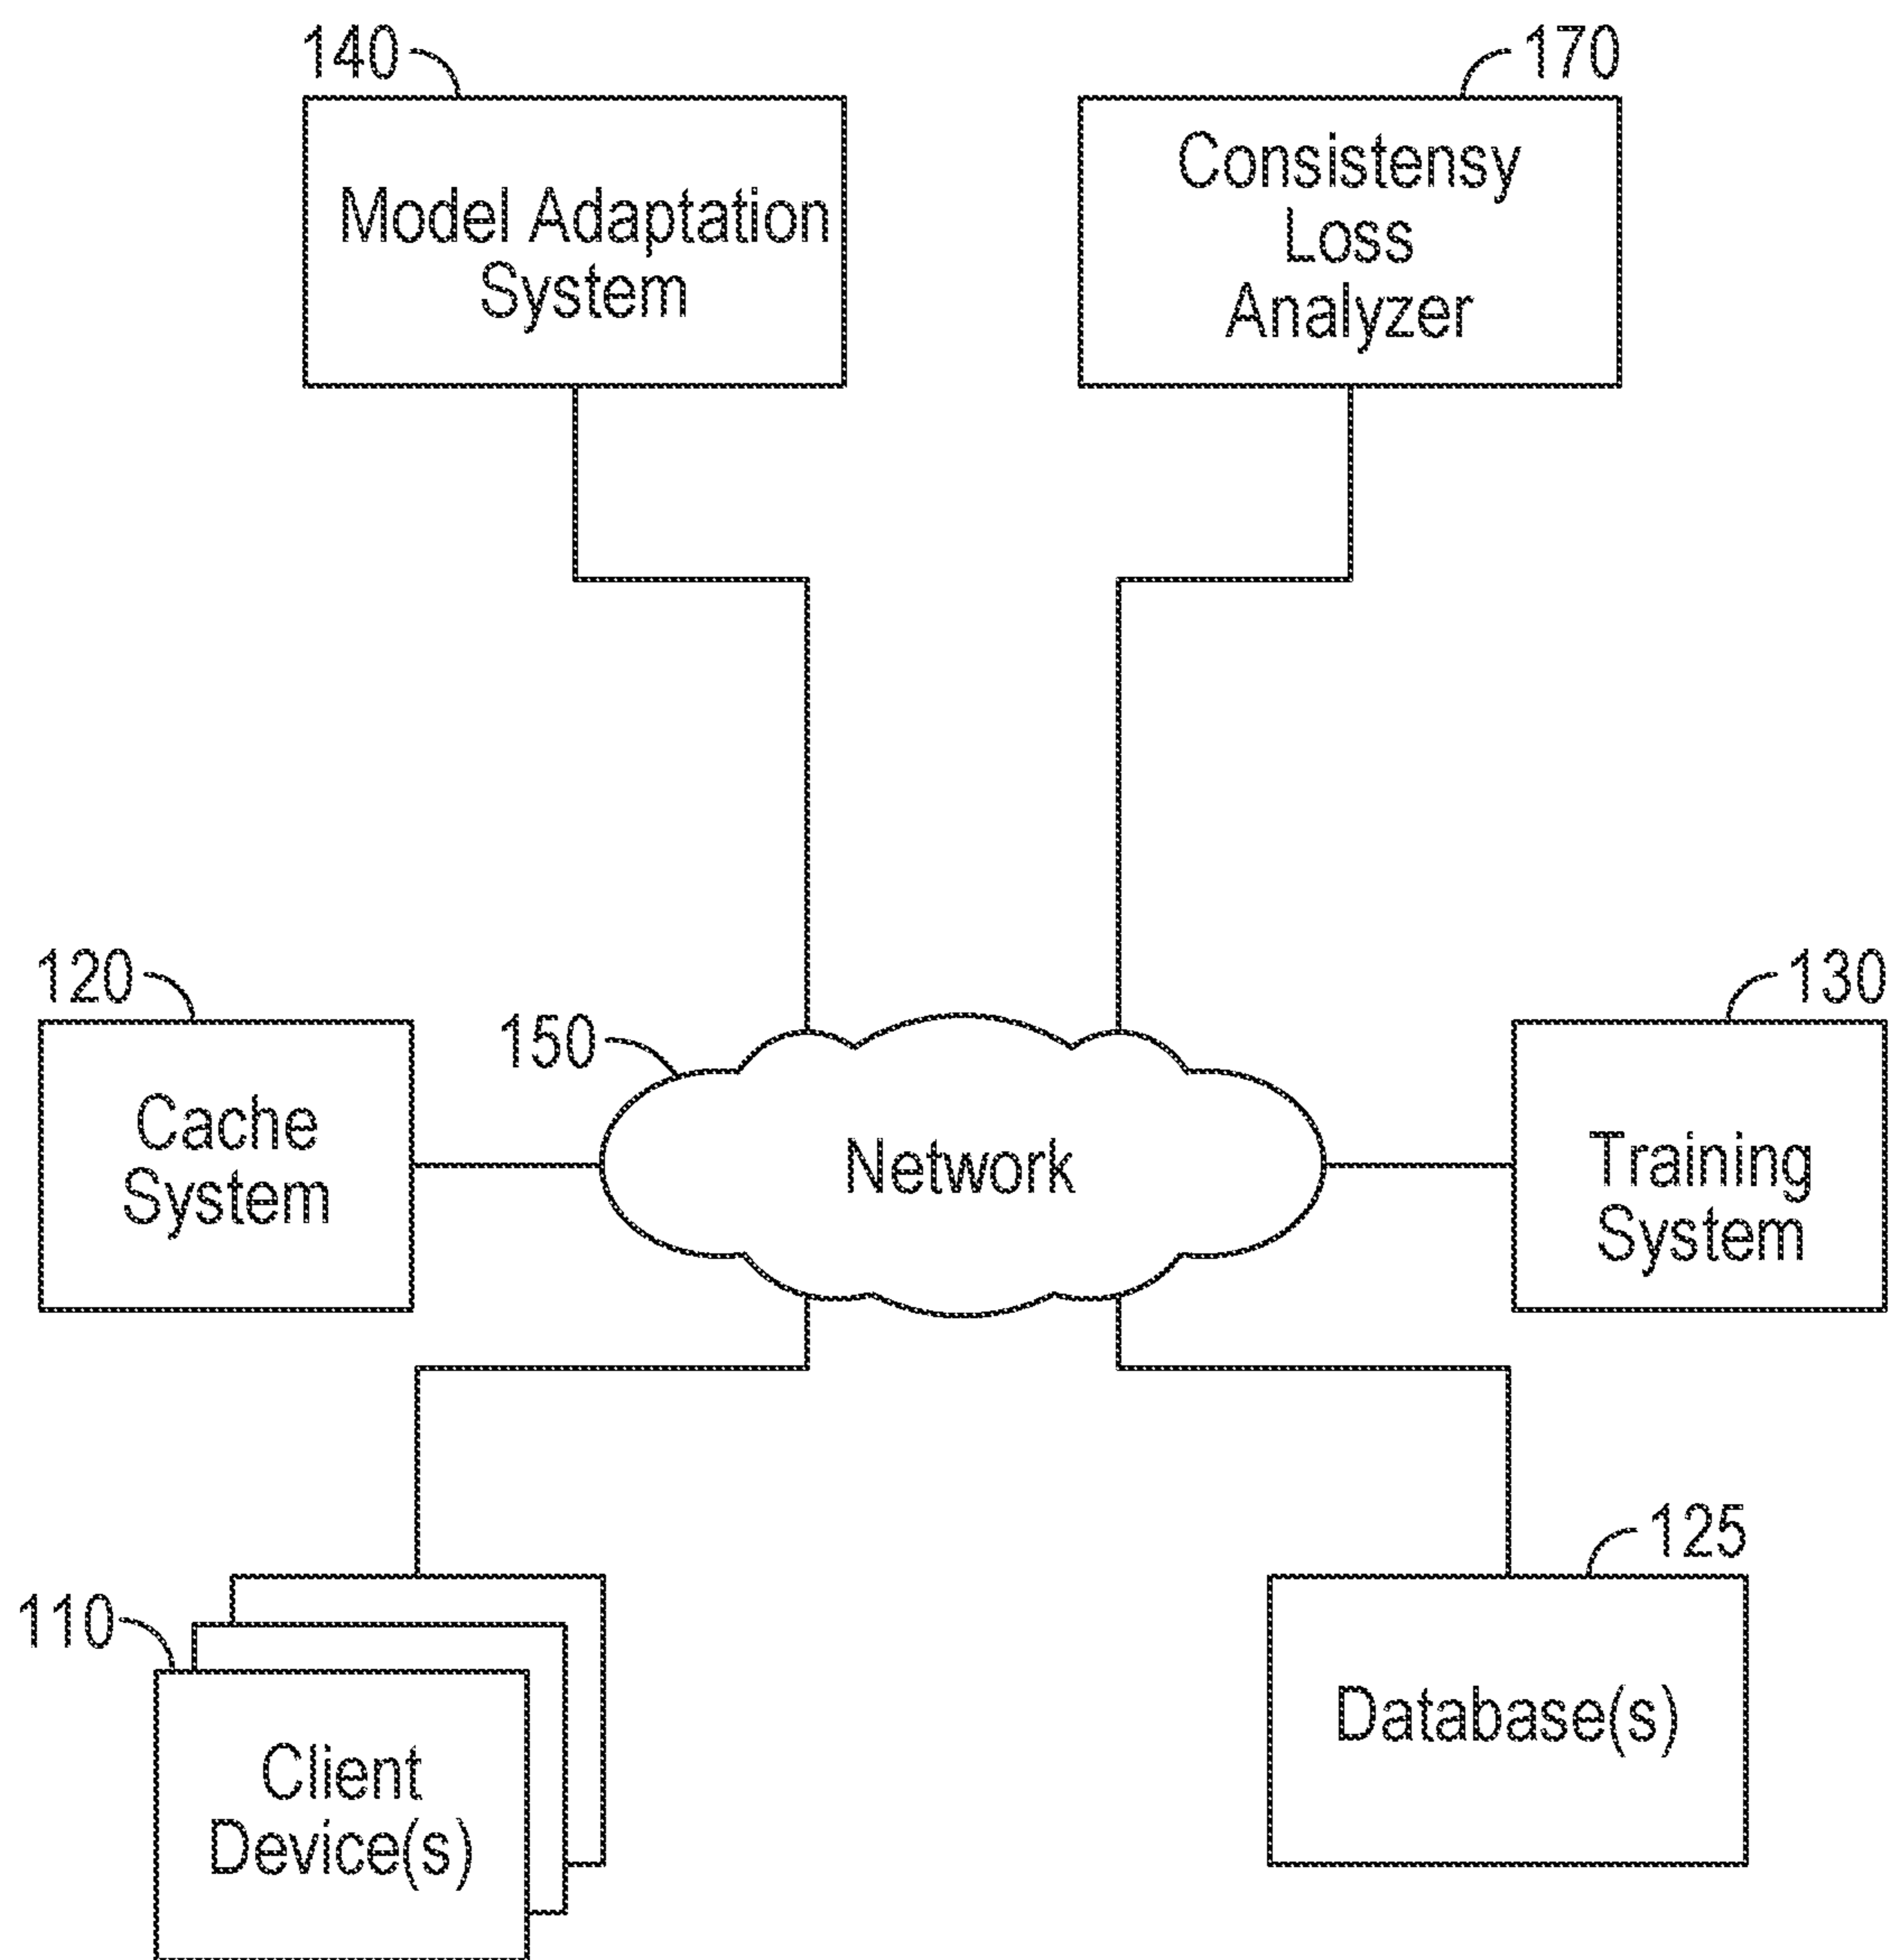 140
170
Model Adaptation
System
Consistensy
Loss
Analyzer
120
150
130
Cache
System
Network
Training
System
110
125
Client
Device(s)
Database(s)